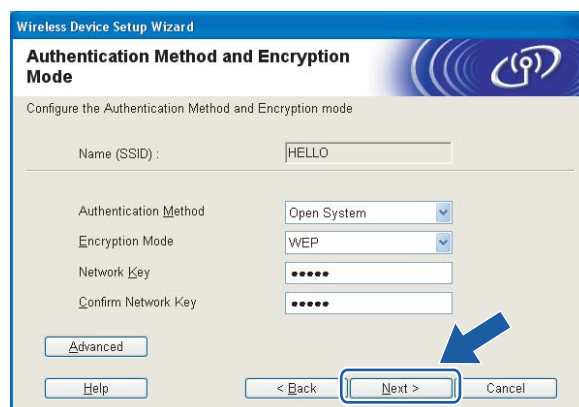 Wireless Device Setup Wizard
Authentication Method and Encryption
Mode
Configure the Authentication Method and Encryption mode
Name (SSID) : HELLO
Authentication Method Open System
Encryption Mode WEP
Network Key •••••
Confirm Network Key •••••
Advanced
Help < Back Next > Cancel